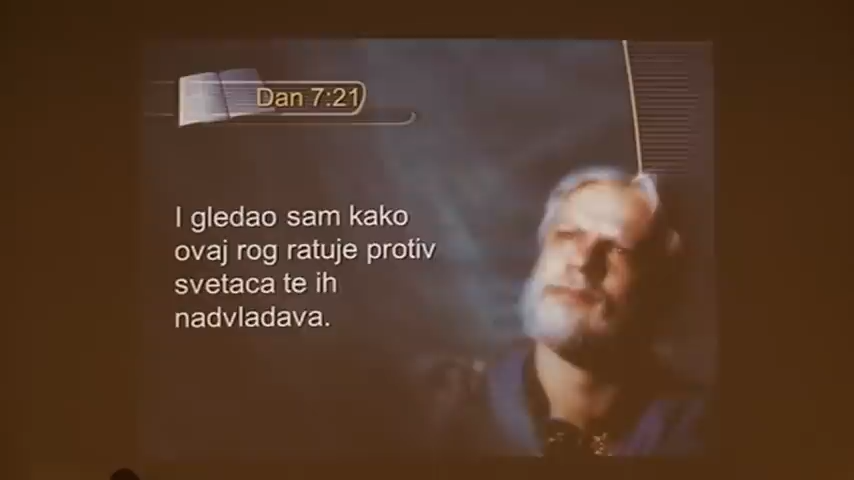 Dan 7:21
I gledao sam kako
ovaj rog ratuje protiv
svetaca te ih
nadvladava.